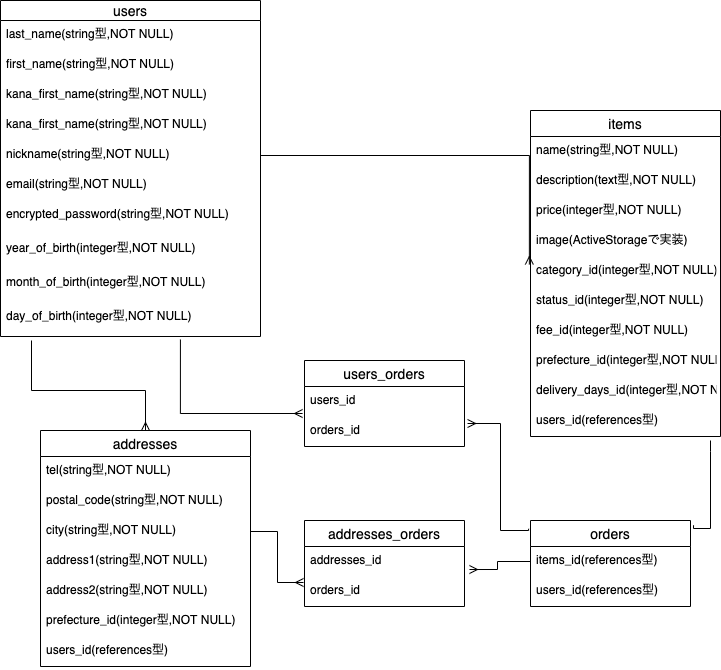 users
last_name(string型,NOT NULL)
first_name(string型,NOT NULL)
kana_first_name(string型,NOT NULL)
kana_first_name(string型,NOT NULL)
nickname(string型,NOT NULL)
email(string型,NOT NULL)
encrypted_password(string型,NOT NULL)
year_of_birth(integer型,NOT NULL)
month_of_birth(integer型,NOT NULL)
day_of_birth(integer型,NOT NULL)
items
name(string型,NOT NULL)
description(text型,NOT NULL)
price(integer型,NOT NULL)
image(ActiveStorageで実装)
category_id(integer型,NOT NULL)
status_id(integer型,NOT NULL)
fee_id(integer型,NOT NULL)
prefecture_id(integer型,NOT NUL
delivery_days_id(integer型,NOT N
users_id(references型)
users_orders
users_id
orders_id
addresses
tel(string型,NOT NULL)
postal_code(string型,NOT NULL)
city(string型,NOT NULL)
address1(string型,NOT NULL)
address2(string型,NOT NULL)
prefecture_id(integer型,NOT NULL)
users_id(references型)
addresses_orders
addresses_id
orders_id
orders
items_id(references型)
users_id(references型)